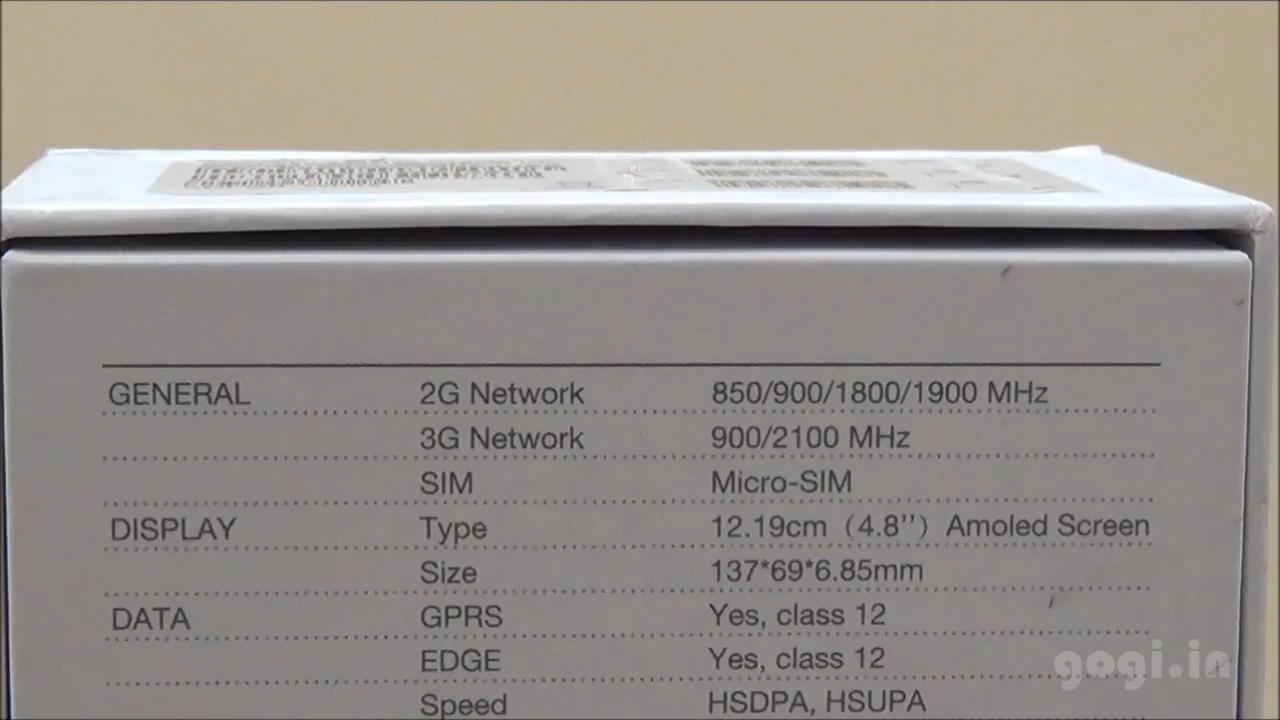 GENERAL 2G Network 850/900/1800/1900 MHz
3G Network 900/2100 MHz
SIM Micro-SIM
DISPLAY Type 12.19cm (4.8'') Amoled Screen
Size 137*69*6.85mm
DATA GPRS Yes, class 12
EDGE Yes, class 12
gogi.in
Speed HSDPA, HSUPA